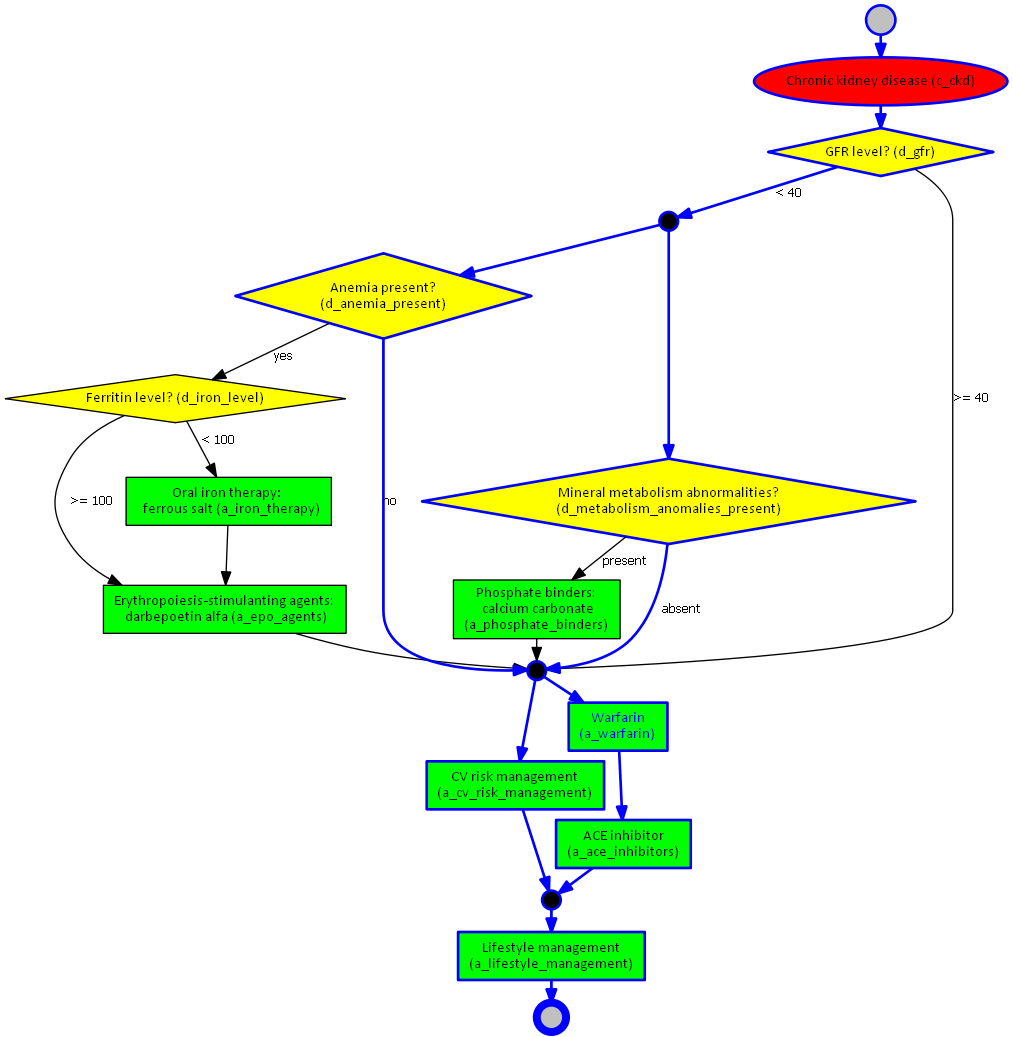 Chronic kidney disease (c_ckd)
GFR level? (d_gfr)
< 40
Anemia present?
(d_anemia_present)
yes
Ferritin level? (d_iron_level)
>= 40
< 100
Oral iron therapy:
ferrous salt (a_iron_therapy)
>= 100
no
Mineral metabolism abnormalities?
(d_metabolism_anomalies_present)
present
Erythropoiesis-stimulanting agents:
darbepoetin alfa (a_epo_agents)
Phosphate binders:
calcium carbonate
(a_phosphate_binders)
absent
Warfarin
(a_warfarin)
CV risk management
(a_cv_risk_management)
ACE inhibitor
(a_ace_inhibitors)
Lifestyle management
(a_lifestyle_management)